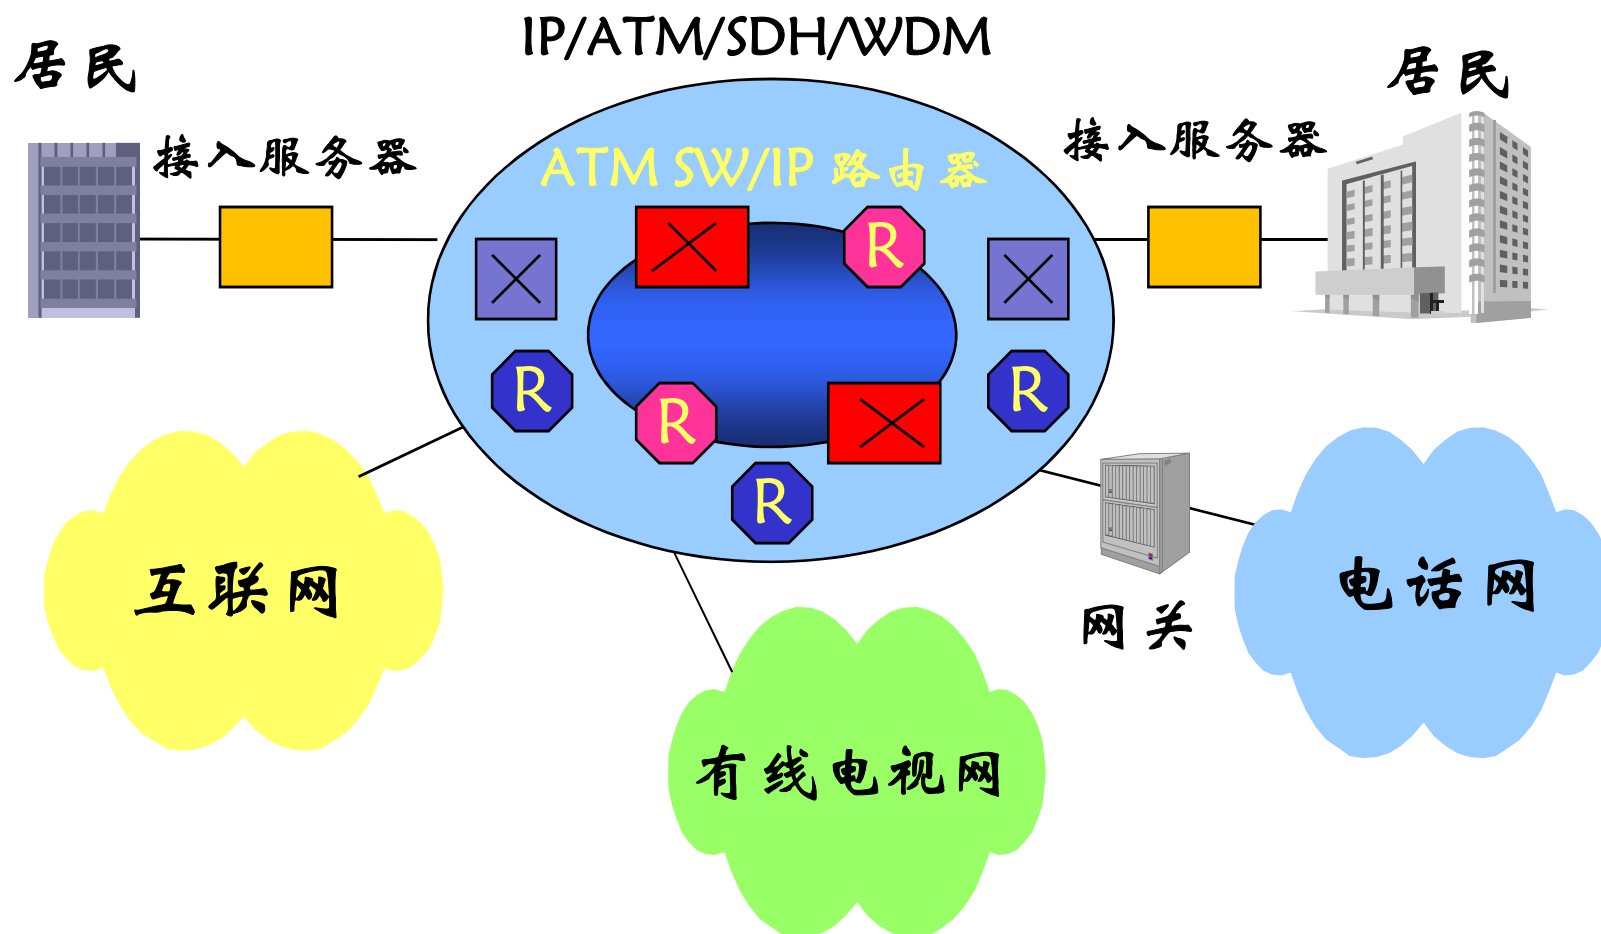 IP/ATM/SDH/WDM
居民
居民
接入服务器
接入服务器
ATM SW/IP 路由器
R
R
R
R
R
互联网
电话网
网关
有线电视网